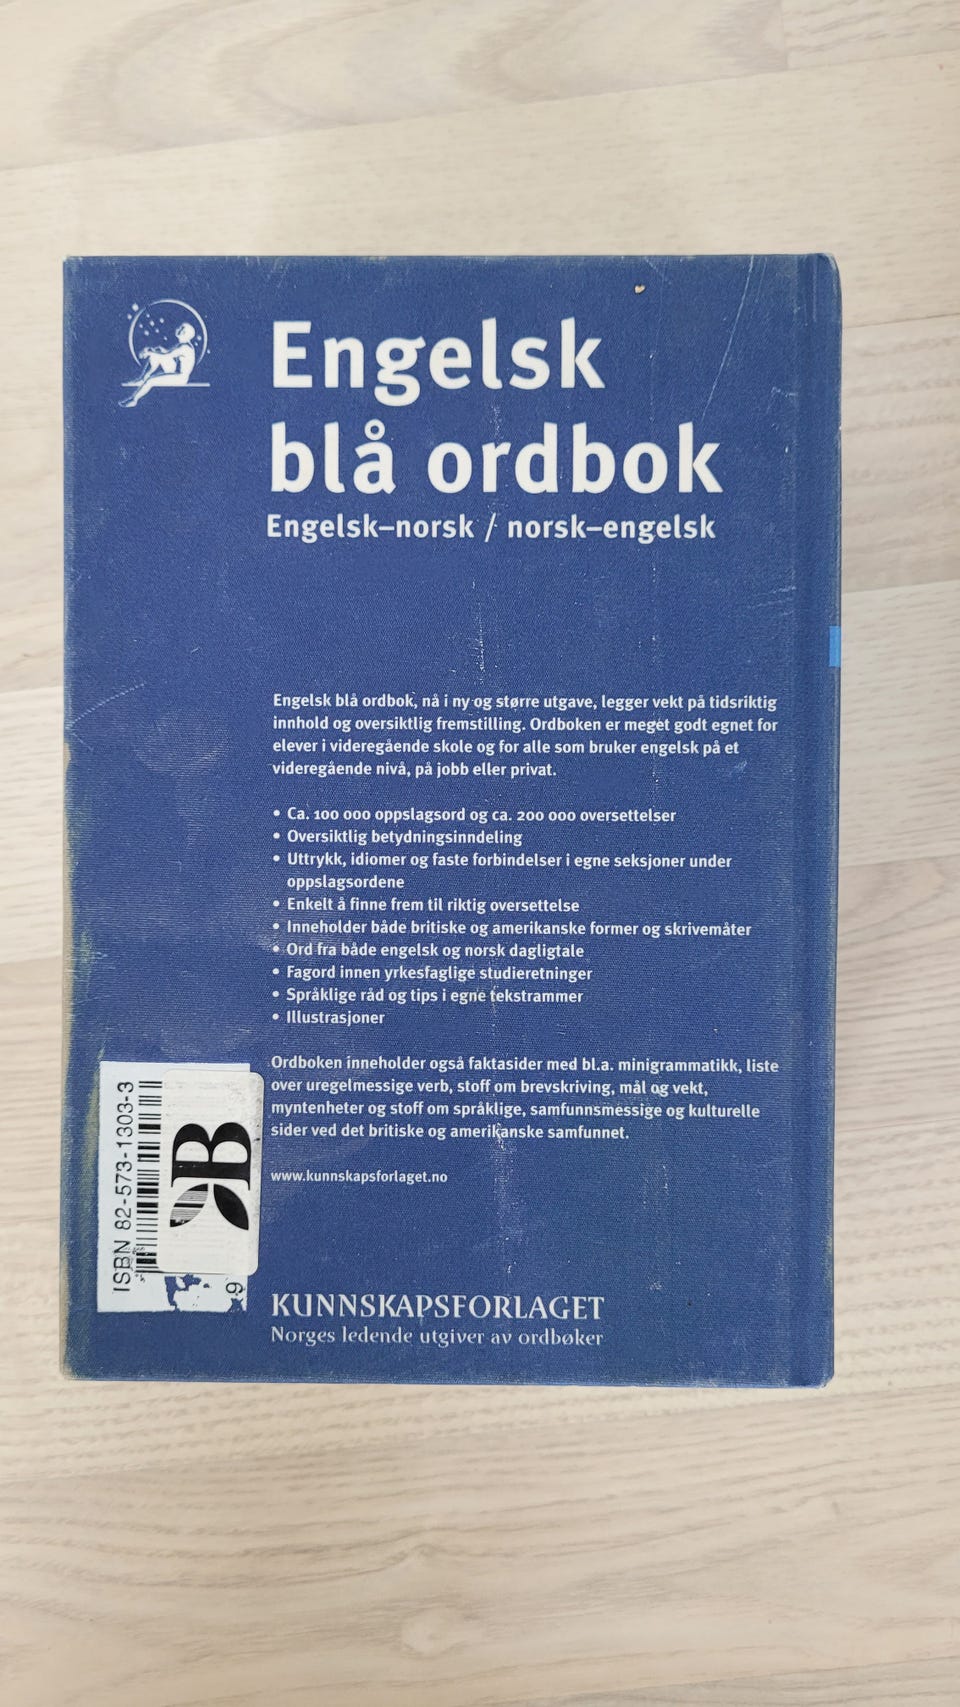 Engelsk
blå ordbok
Engelsk–norsk / norsk–engelsk
Engelsk blå ordbok, nå i ny og større utgave, legger vekt på tidsriktig
innhold og oversiktlig fremstilling. Ordboken er meget godt egnet for
elever i videregående skole og for alle som bruker engelsk på et
videregående nivå, på jobb eller privat.
• Ca. 100 000 oppslagsord og ca. 200 000 oversettelser
• Oversiktlig betydningsinndeling
• Uttrykk, idiomer og faste forbindelser i egne seksjoner under
oppslagsordene
• Enkelt å finne frem til riktig oversettelse
• Inneholder både britiske og amerikanske former og skrivemåter
• Ord fra både engelsk og norsk dagligtale
• Fagord innen yrkesfaglige studieretninger
• Språklige råd og tips i egne tekstrammer
• Illustrasjoner
Ordboken inneholder også faktasider med bl.a. minigrammatikk, liste
over uregelmessige verb, stoff om brevskriving, mål og vekt,
myntenheter og stoff om språklige, samfunnsmessige og kulturelle
sider ved det britiske og amerikanske samfunnet.
www.kunnskapsforlaget.no
ISBN 82-573-1303-3
B
9
KUNNSKAPSFORLAGET
Norges ledende utgiver av ordbøker